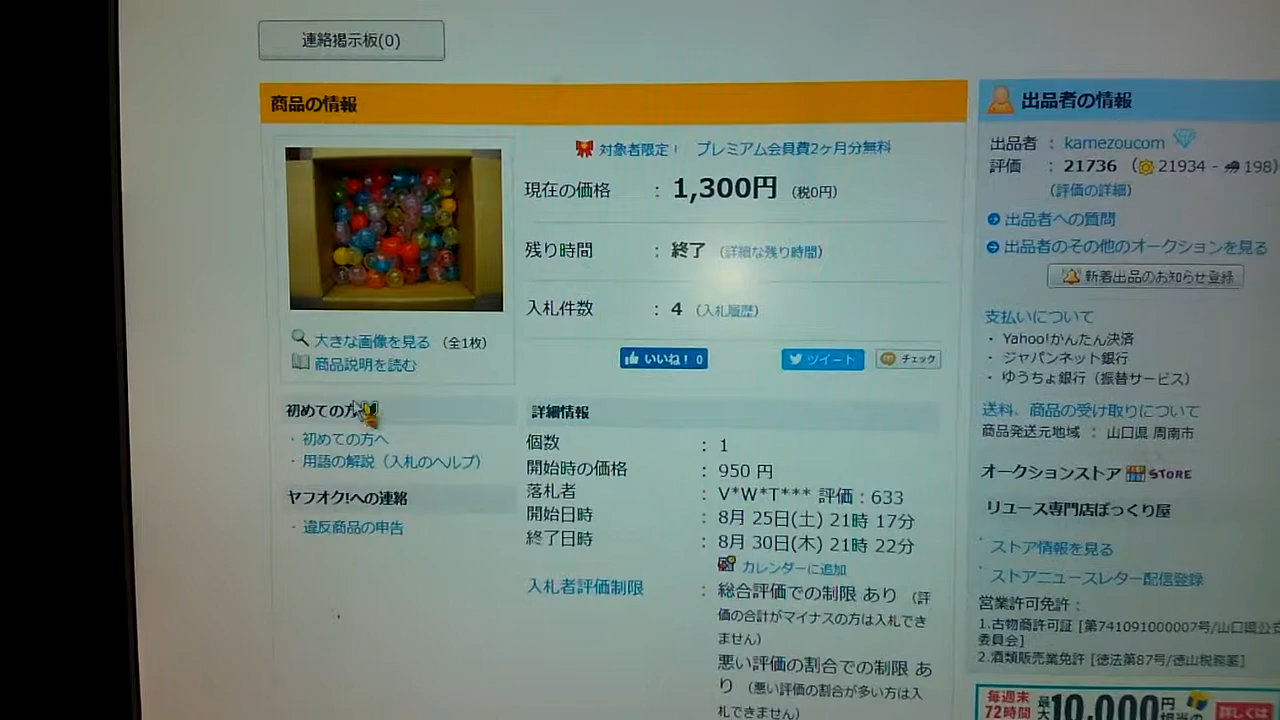 連絡掲示板(0)
商品の情報
対象者限定！ プレミアム会員費2ヶ月分無料
現在の価格 ： 1,300円 (税0円)
残り時間 ： 終了 (詳細な残り時間)
入札件数 ： 4 (入札履歴)
大きな画像を見る (全1枚)
商品説明を読む
いいね！ 0
ツイート
チェック
初めての方
・初めての方へ
・用語の解説（入札のヘルプ）
ヤフオク!への連絡
・違反商品の申告
詳細情報
個数 ： 1
開始時の価格 ： 950 円
落札者 ： V*W*T*** 評価：633
開始日時 ： 8月 25日(土) 21時 17分
終了日時 ： 8月 30日(木) 21時 22分
カレンダーに追加
入札者評価制限 ： 総合評価での制限 あり（評
価の合計がマイナスの方は入札でき
ません）
悪い評価の割合での制限 あ
り（悪い評価の割合が多い方は入
札できません）
出品者の情報
出品者 ： kamezoucom
評価 ： 21736 ( 21934 - 198)
(評価の詳細)
出品者への質問
出品者のその他のオークションを見る
新着出品のお知らせ登録
支払いについて
・ Yahoo!かんたん決済
・ ジャパンネット銀行
・ ゆうちょ銀行（振替サービス）
送料、商品の受け取りについて
商品発送元地域 ： 山口県 周南市
オークションストア STORE
リユース専門店ぽっくり屋
ストア情報を見る
ストアニュースレター配信登録
営業許可免許：
1.古物商許可証 [第741091000007号/山口県公安
委員会]
2.酒類販売業免許 [徳法第87号/徳山税務署]
毎週末
72時間
最大10,000円
詳しくは